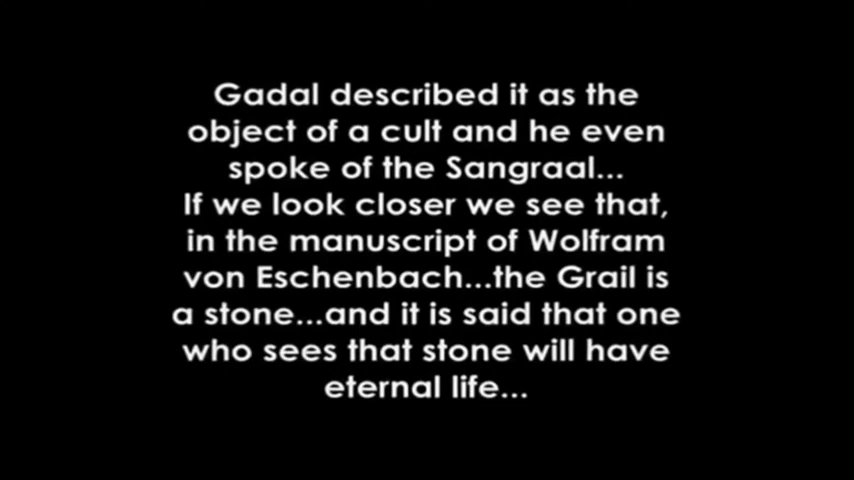 Gadal described it as the
object of a cult and he even
spoke of the Sangraal...
If we look closer we see that,
in the manuscript of Wolfram
von Eschenbach...the Grail is
a stone...and it is said that one
who sees that stone will have
eternal life...